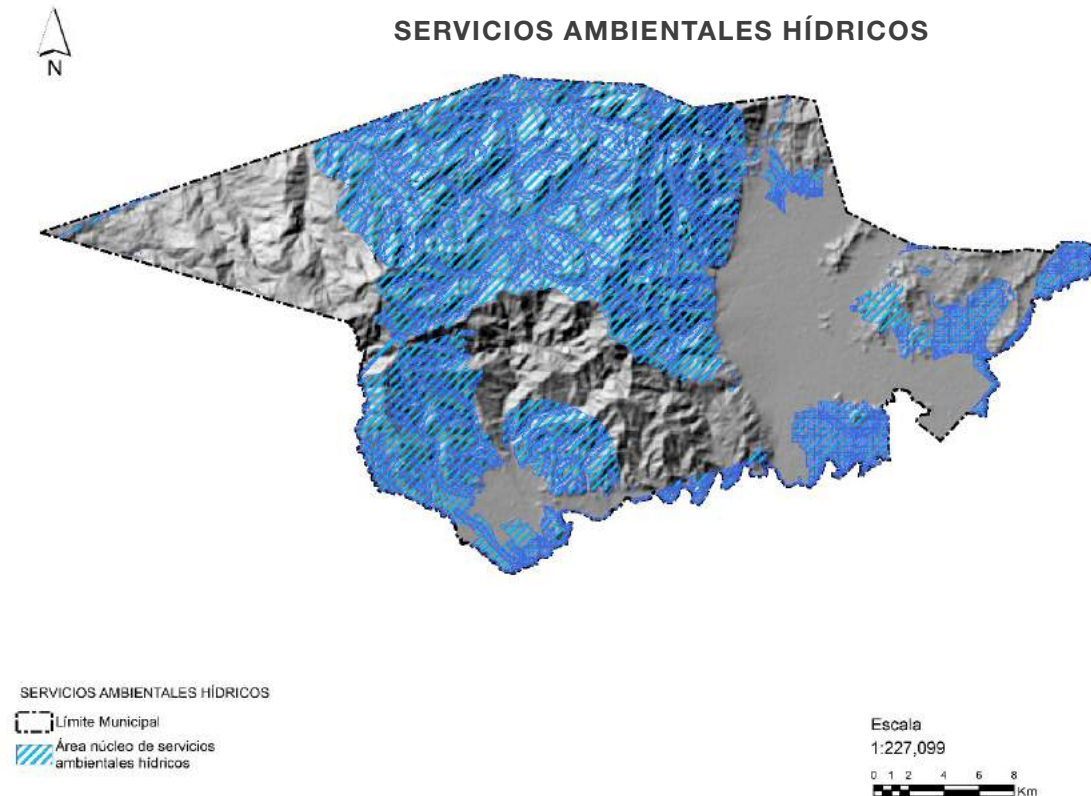 SERVICIOS AMBIENTALES HÍDRICOS
N
SERVICIOS AMBIENTALES HÍDRICOS
Límite Municipal
Área núcleo de servicios
ambientales hídricos
Escala
1:227,099
0 1 2 4 6 8
Km